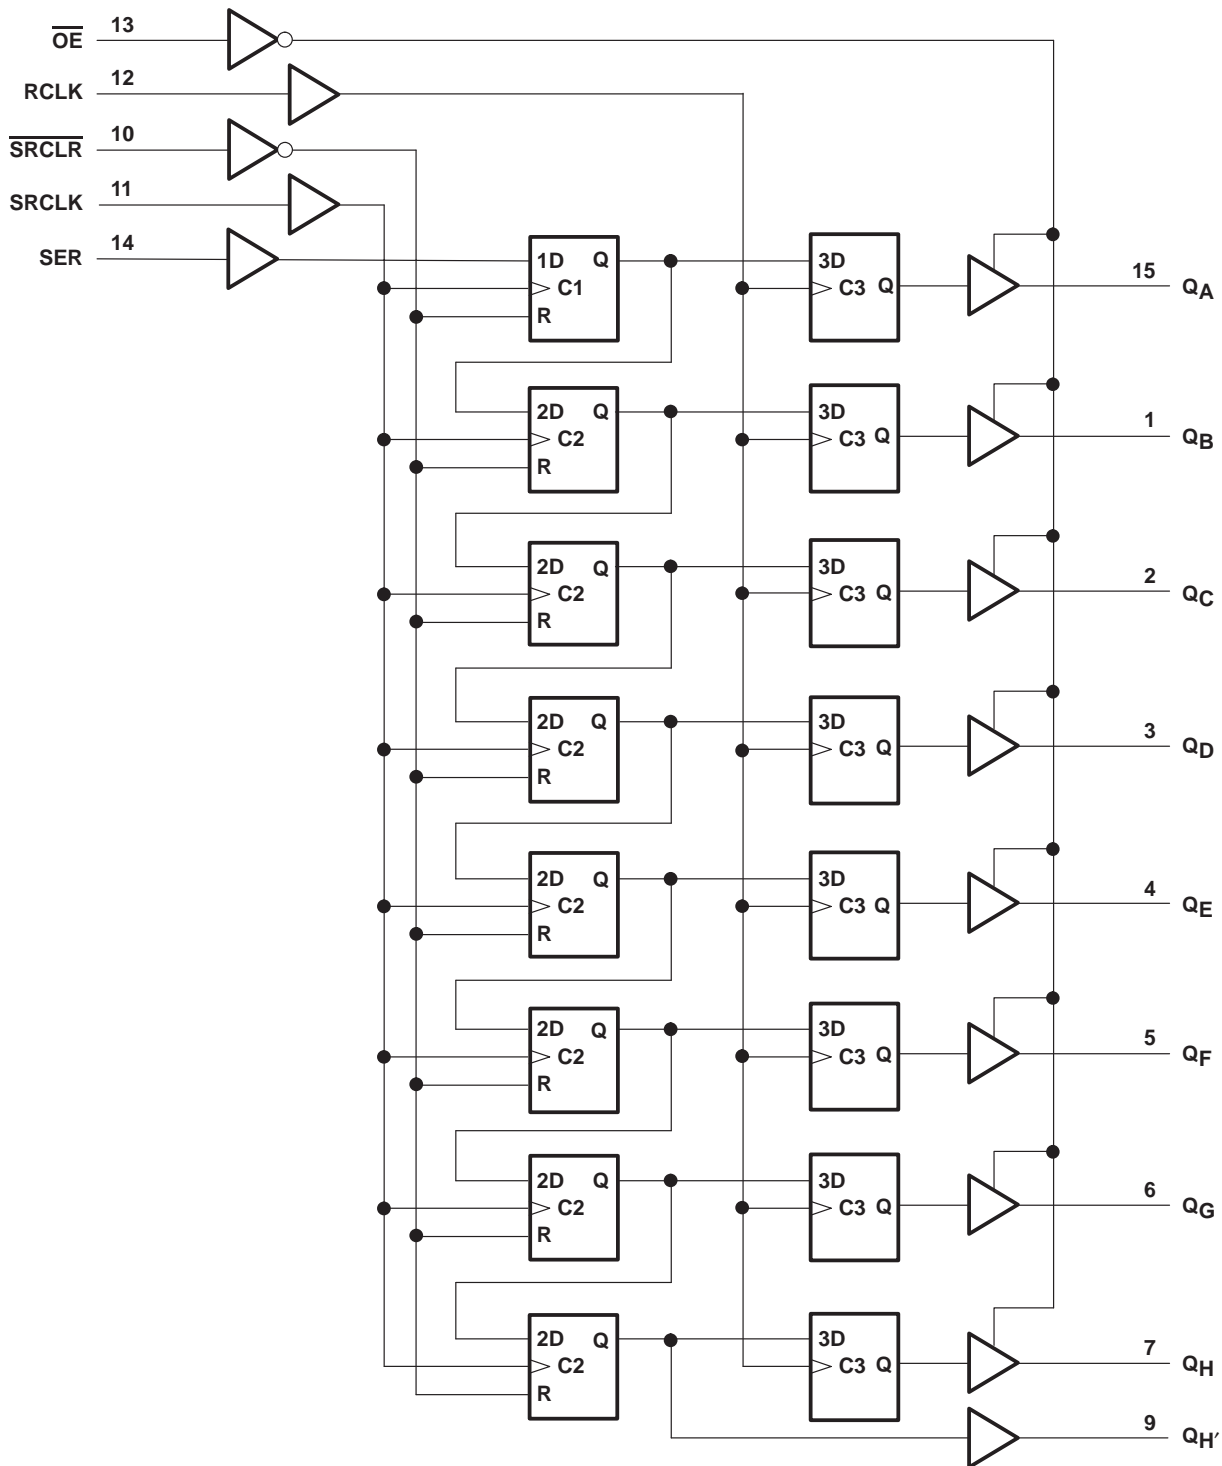 OE 13
RCLK 12
SRCLR 10
SRCLK 11
SER 14
1D Q 3D
C1 C3 Q 15 QA
R
2D Q 3D
C2 C3 Q 1 QB
R
2D Q 3D
C2 C3 Q 2 QC
R
2D Q 3D
C2 C3 Q 3 QD
R
2D Q 3D
C2 C3 Q 4 QE
R
2D Q 3D
C2 C3 Q 5 QF
R
2D Q 3D
C2 C3 Q 6 QG
R
2D Q 3D
C2 C3 Q 7 QH
R
9 QH′